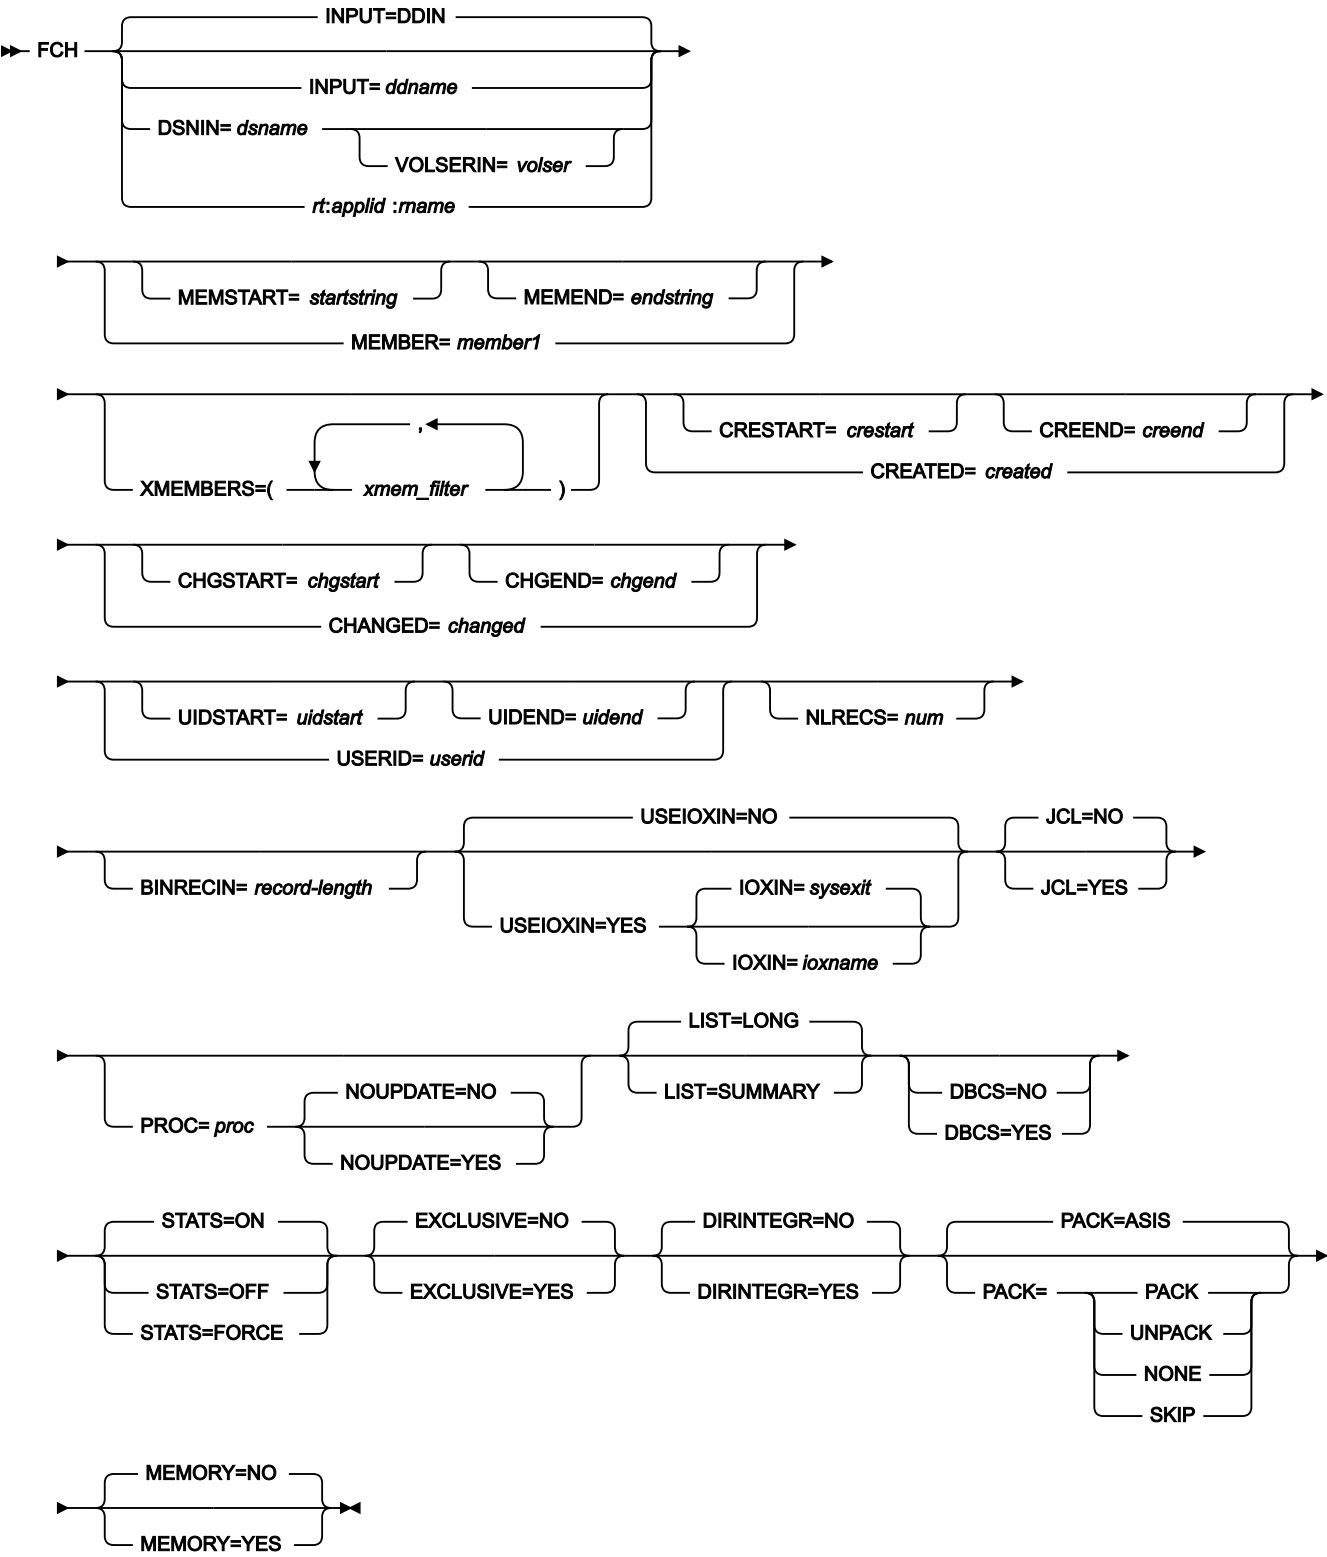 INPUT=DDIN
FCH
INPUT= ddname
DSNIN= dsname
VOLSERIN= volser
rt:applid :rname
MEMSTART= startstring MEMEND= endstring
MEMBER= member1
,
CRESTART= crestart CREEND= creend
CREATED= created
XMEMBERS=( xmem_filter )
CHGSTART= chgstart CHGEND= chgend
CHANGED= changed
UIDSTART= uidstart UIDEND= uidend NLRECS= num
USERID= userid
USEIOXIN=NO JCL=NO
BINRECIN= record-length IOXIN= sysexit JCL=YES
USEIOXIN=YES
IOXIN= ioxname
LIST=LONG
NOUPDATE=NO LIST=SUMMARY DBCS=NO
PROC= proc DBCS=YES
NOUPDATE=YES
STATS=ON EXCLUSIVE=NO DIRINTEGR=NO PACK=ASIS
STATS=OFF EXCLUSIVE=YES DIRINTEGR=YES PACK= PACK
STATS=FORCE UNPACK
NONE
SKIP
MEMORY=NO
MEMORY=YES